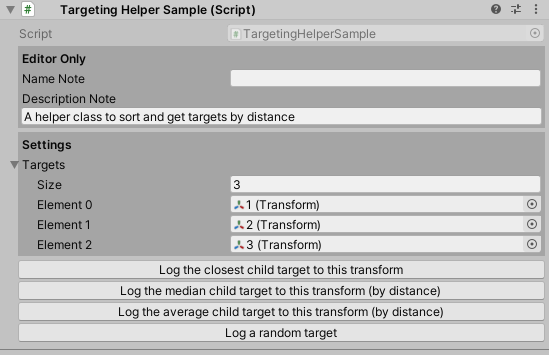 Targeting Helper Sample (Script)
Script TargetingHelperSample
Editor Only
Name Note
Description Note
A helper class to sort and get targets by distance
Settings
Targets
Size 3
Element 0 1 (Transform)
Element 1 2 (Transform)
Element 2 3 (Transform)
Log the closest child target to this transform
Log the median child target to this transform (by distance)
Log the average child target to this transform (by distance)
Log a random target